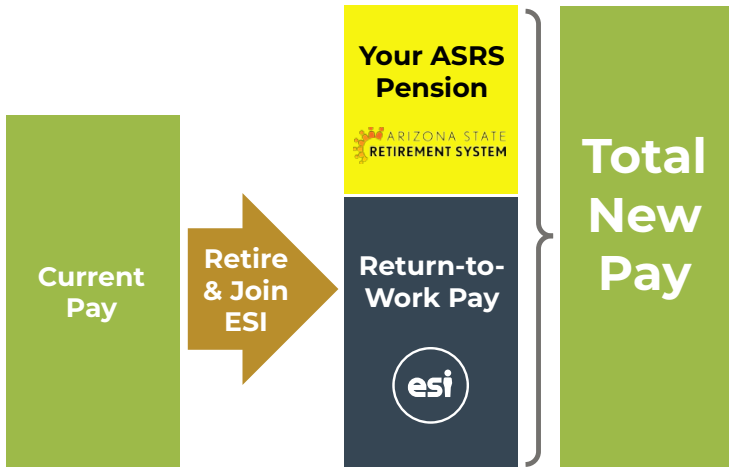 Current
Pay
Retire
& Join
ESI
Your ASRS
Pension
ARIZONA STATE
RETIREMENT SYSTEM
Return-to-
Work Pay
esi
Total
New
Pay